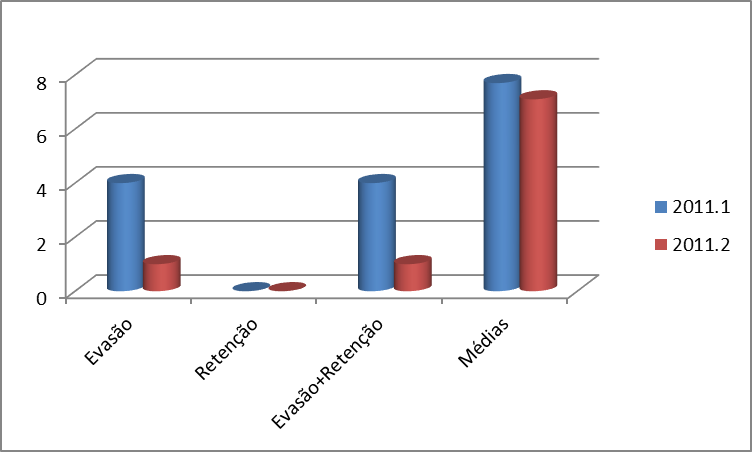 8
6
4
2
0
Evasão
Retenção
Evasão+Retenção
Médias
2011.1
2011.2